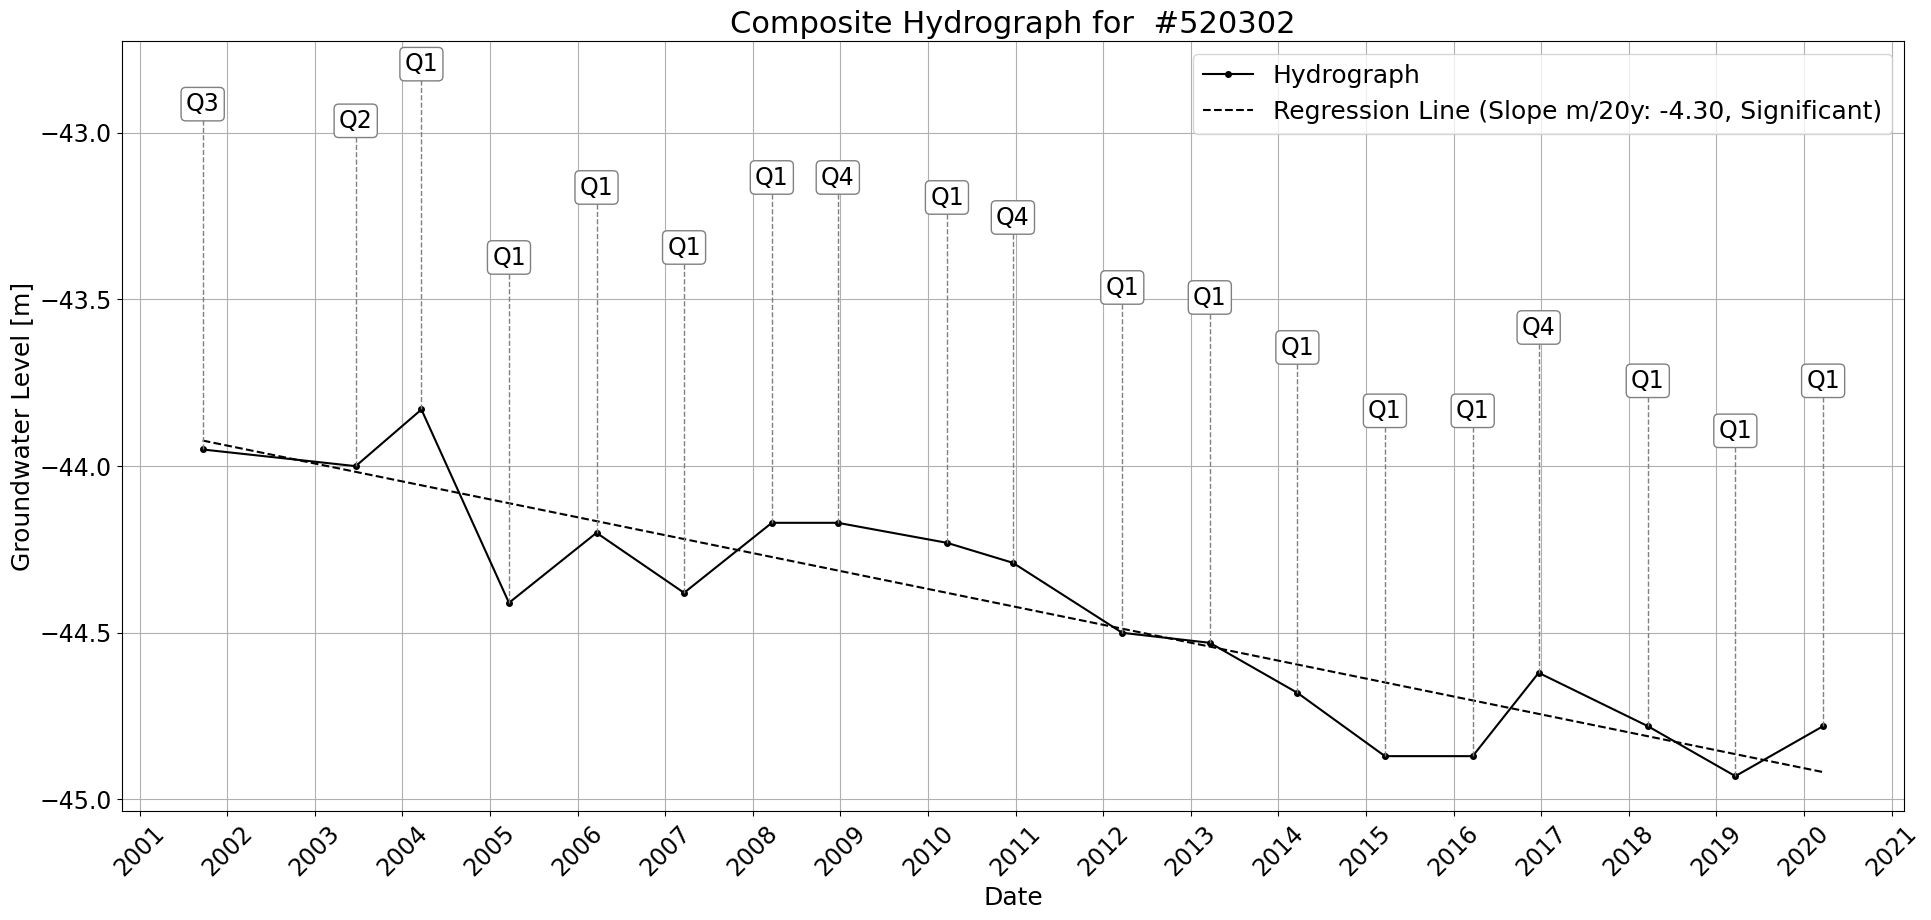 Composite Hydrograph for  #520302
Hydrograph
Regression Line (Slope m/20y: -4.30, Significant)
Q3
Q2
Q1
Q1
Q1
Q1
Q1
Q4
Q1
Q4
Q1
Q1
Q1
Q1
Q1
Q4
Q1
Q1
Q1
Groundwater Level [m]
−43.0
−43.5
−44.0
−44.5
−45.0
2001
2002
2003
2004
2005
2006
2007
2008
2009
2010
2011
2012
2013
2014
2015
2016
2017
2018
2019
2020
2021
Date